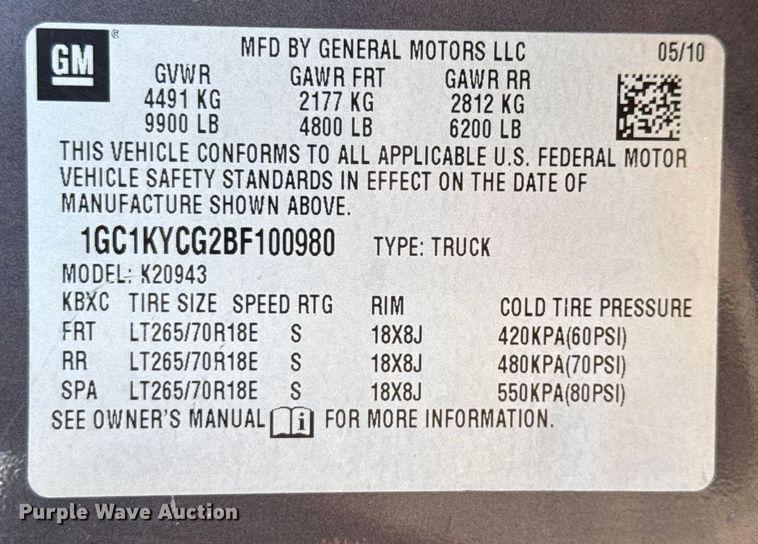 GM ®
MFD BY GENERAL MOTORS LLC 05/10
GVWR GAWR FRT GAWR RR
4491 KG 2177 KG 2812 KG
9900 LB 4800 LB 6200 LB
THIS VEHICLE CONFORMS TO ALL APPLICABLE U.S. FEDERAL MOTOR
VEHICLE SAFETY STANDARDS IN EFFECT ON THE DATE OF
MANUFACTURE SHOWN ABOVE.
1GC1KYCG2BF100980 TYPE: TRUCK
MODEL: K20943
KBXC TIRE SIZE SPEED RTG RIM COLD TIRE PRESSURE
FRT LT265/70R18E S 18X8J 420KPA(60PSI)
RR LT265/70R18E S 18X8J 480KPA(70PSI)
SPA LT265/70R18E S 18X8J 550KPA(80PSI)
SEE OWNER'S MANUAL i FOR MORE INFORMATION.
Purple Wave Auction